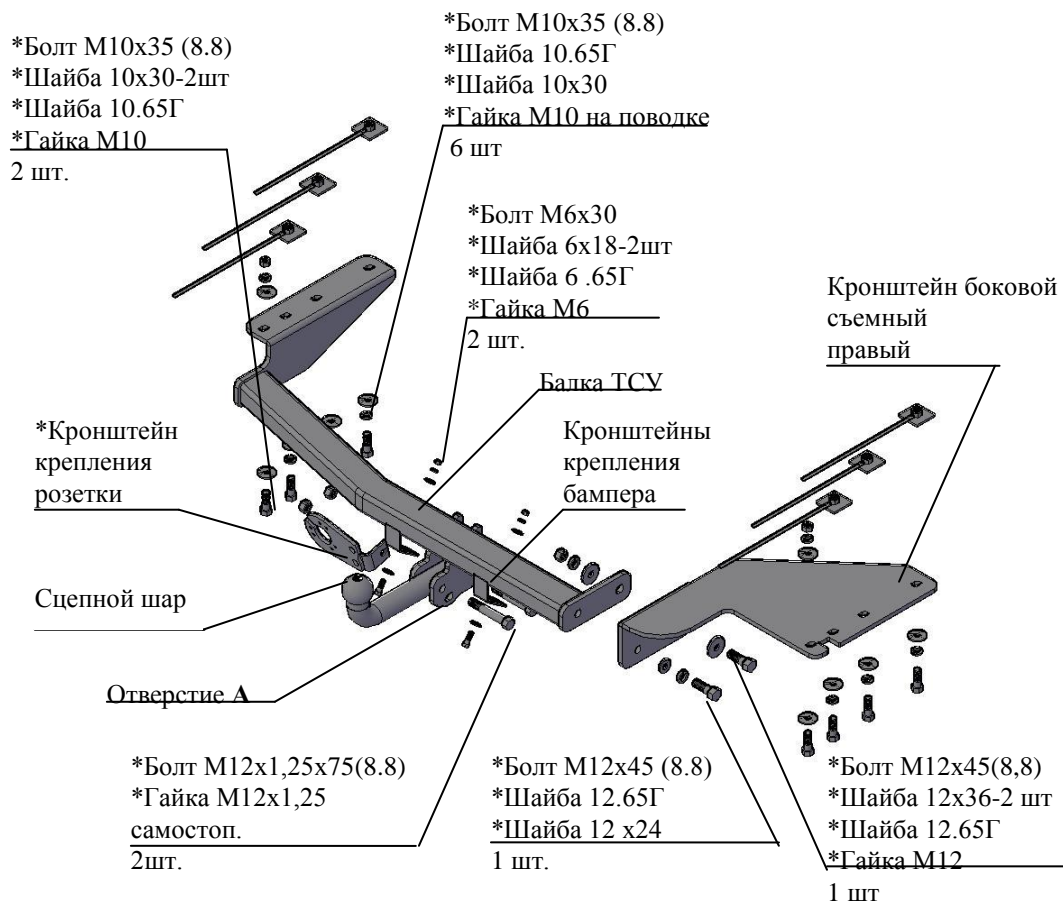 *Болт М10х35 (8.8)
*Шайба 10х30-2шт
*Шайба 10.65Г
*Гайка М10
2 шт.
*Болт М10х35 (8.8)
*Шайба 10.65Г
*Шайба 10х30
*Гайка М10 на поводке
6 шт
*Болт М6х30
*Шайба 6х18-2шт
*Шайба 6 .65Г
*Гайка М6
2 шт.
Кронштейн боковой
съемный
правый
Балка ТСУ
*Кронштейн
крепления
розетки
Кронштейны
крепления
бампера
Сцепной шар
Отверстие А
*Болт М12х1,25х75(8.8)
*Гайка М12х1,25
самостоп.
2шт.
*Болт М12х45 (8.8)
*Шайба 12.65Г
*Шайба 12 х24
1 шт.
*Болт М12х45(8,8)
*Шайба 12х36-2 шт
*Шайба 12.65Г
*Гайка М12
1 шт